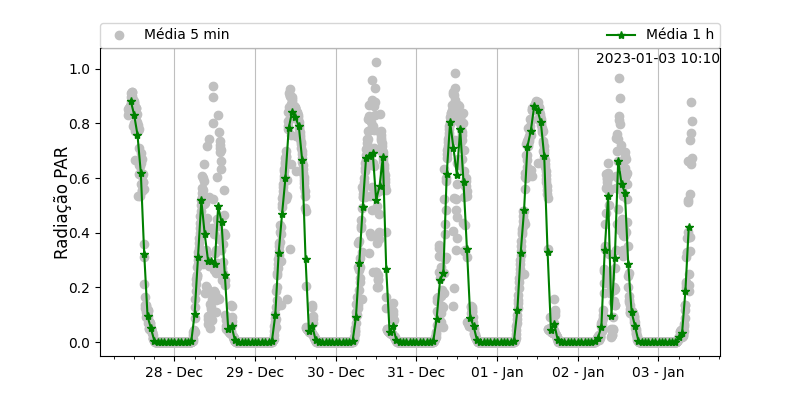 Média 5 min
Média 1 h
2023-01-03 10:10
Radiação PAR
1.0
0.8
0.6
0.4
0.2
0.0
28 - Dec
29 - Dec
30 - Dec
31 - Dec
01 - Jan
02 - Jan
03 - Jan